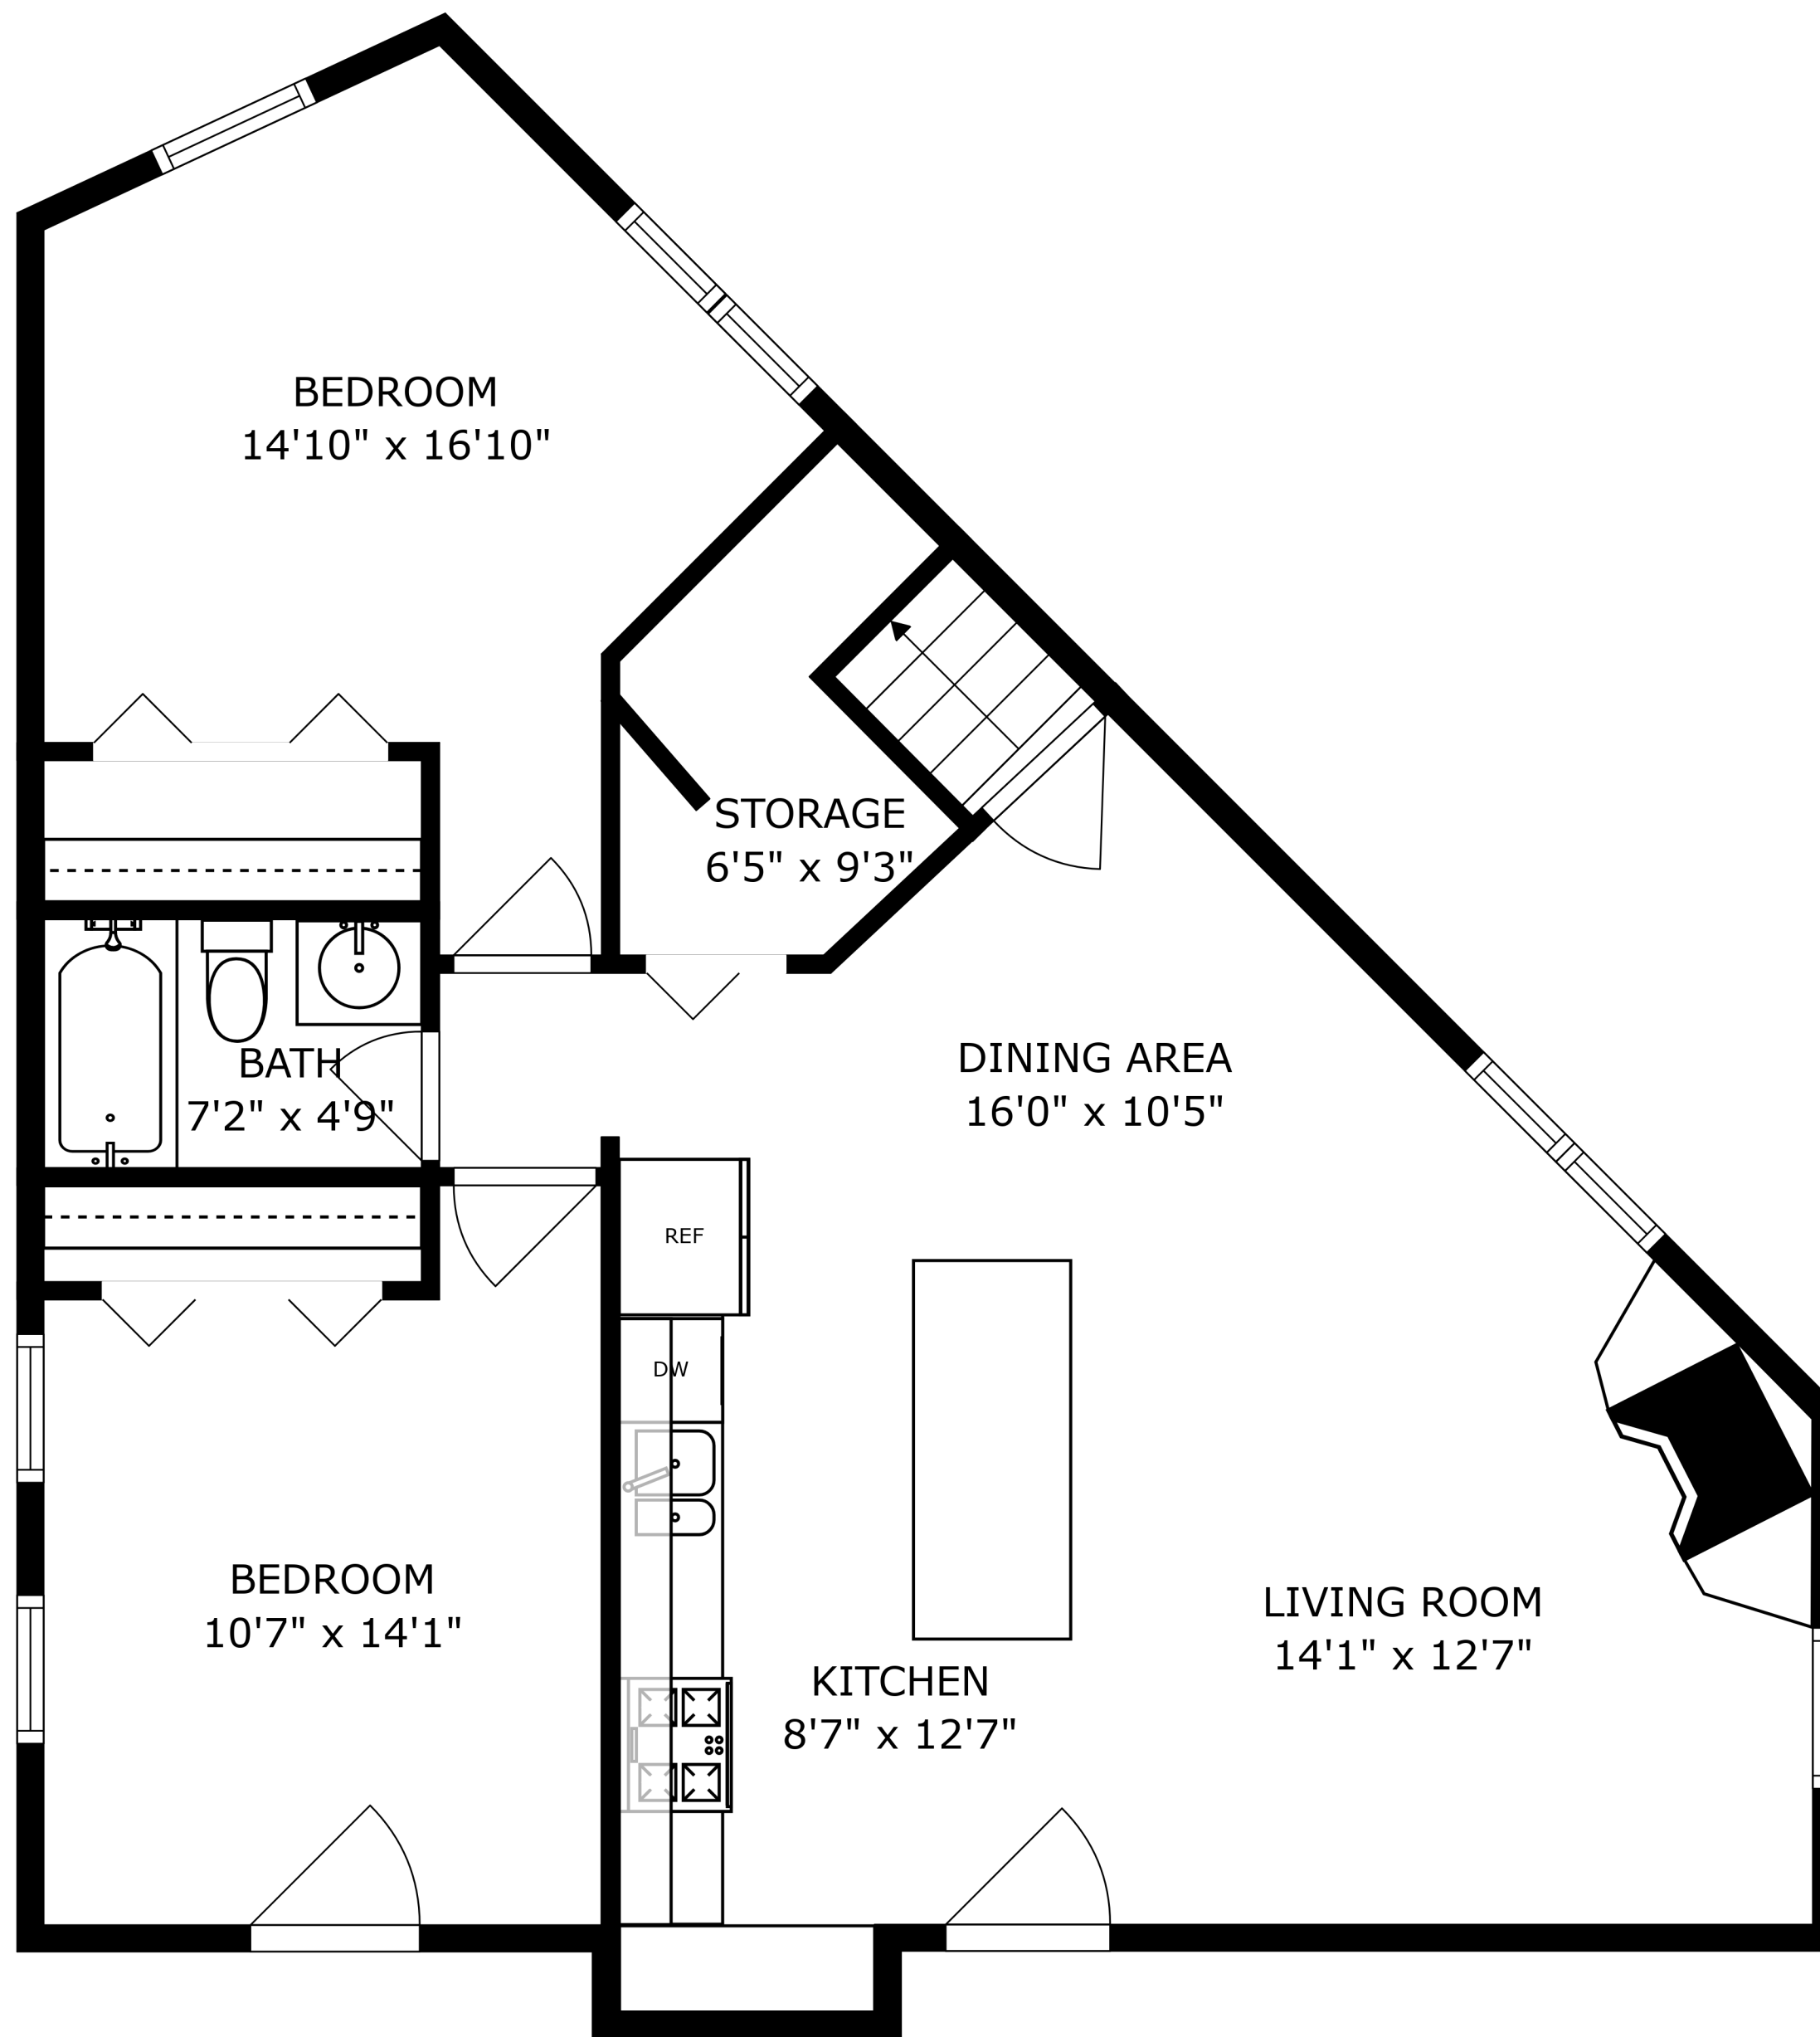 BEDROOM
14'10" x 16'10"
STORAGE
6'5" x 9'3"
BATH
7'2" x 4'9"
DINING AREA
16'0" x 10'5"
REF
DW
BEDROOM
10'7" x 14'1"
LIVING ROOM
14'1" x 12'7"
KITCHEN
8'7" x 12'7"